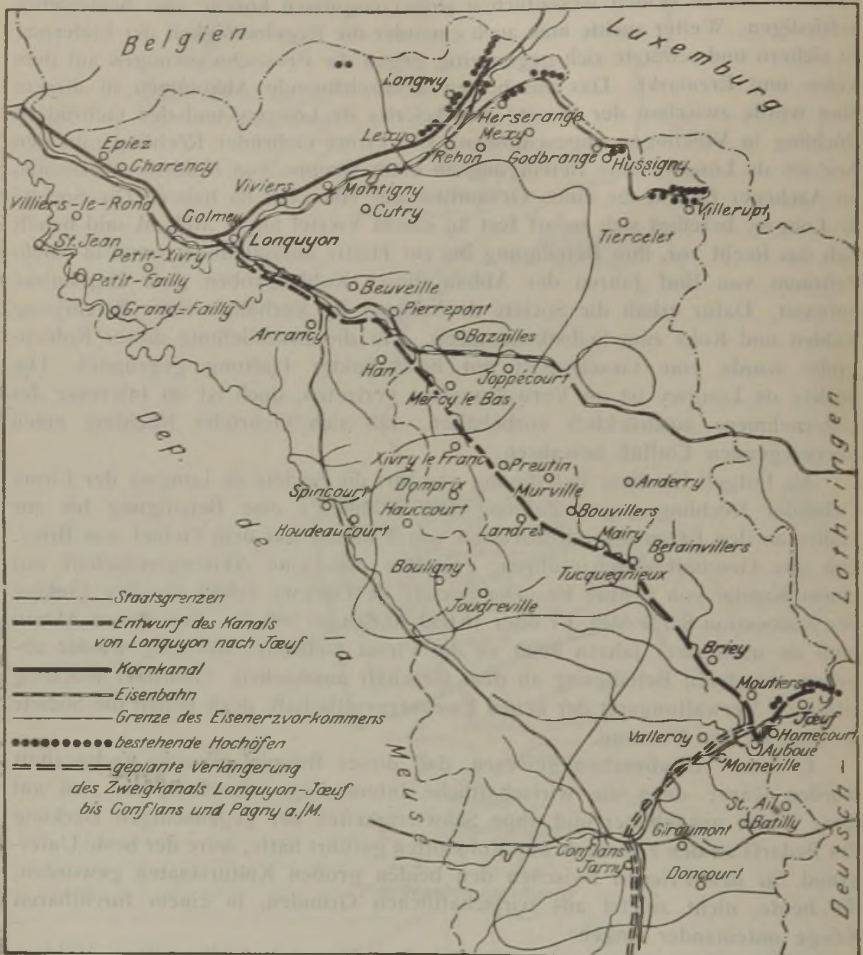 Belgien
Luxemburg
Longwy
Herserange
Lexy
Mexy
Rehon
Godbrange
Hussigny
Epiez
Charency
Viviers
Montigny
Cutry
Villerupt
Villiers-le-Rond
Colmey
Tiercelet
St. Jean
Petit-Xivry
Longuyon
Petit-Failly
Beuveille
Grand-Failly
Pierrepont
Arrancy
Bazailles
Han
Joppécourt
Mercy le Bas
Dep. de la Meuse
Deutsch-Lothringen
Xivry le Franc
Preutin
Domprix
Murville
Anderry
Spincourt
Haucourt
Bouvillers
Houdeaucourt
Landres
Mairy
Betainvillers
Bouligny
Tucquegnieux
Joudreville
Briey
Moutiers
Jœuf
Valleroy
Homecourt
Auboué
Moineville
St. Ail
Batilly
Giraumont
Conflans
Jarny
Doncourt
Staatsgrenzen
Entwurf des Kanals
von Longuyon nach Jœuf
Kornkanal
Eisenbahn
Grenze des Eisenerzvorkommens
bestehende Hochöfen
geplante Verlängerung
des Zweigkanals Longuyon-Jœuf
bis Conflans und Pagny a./M.